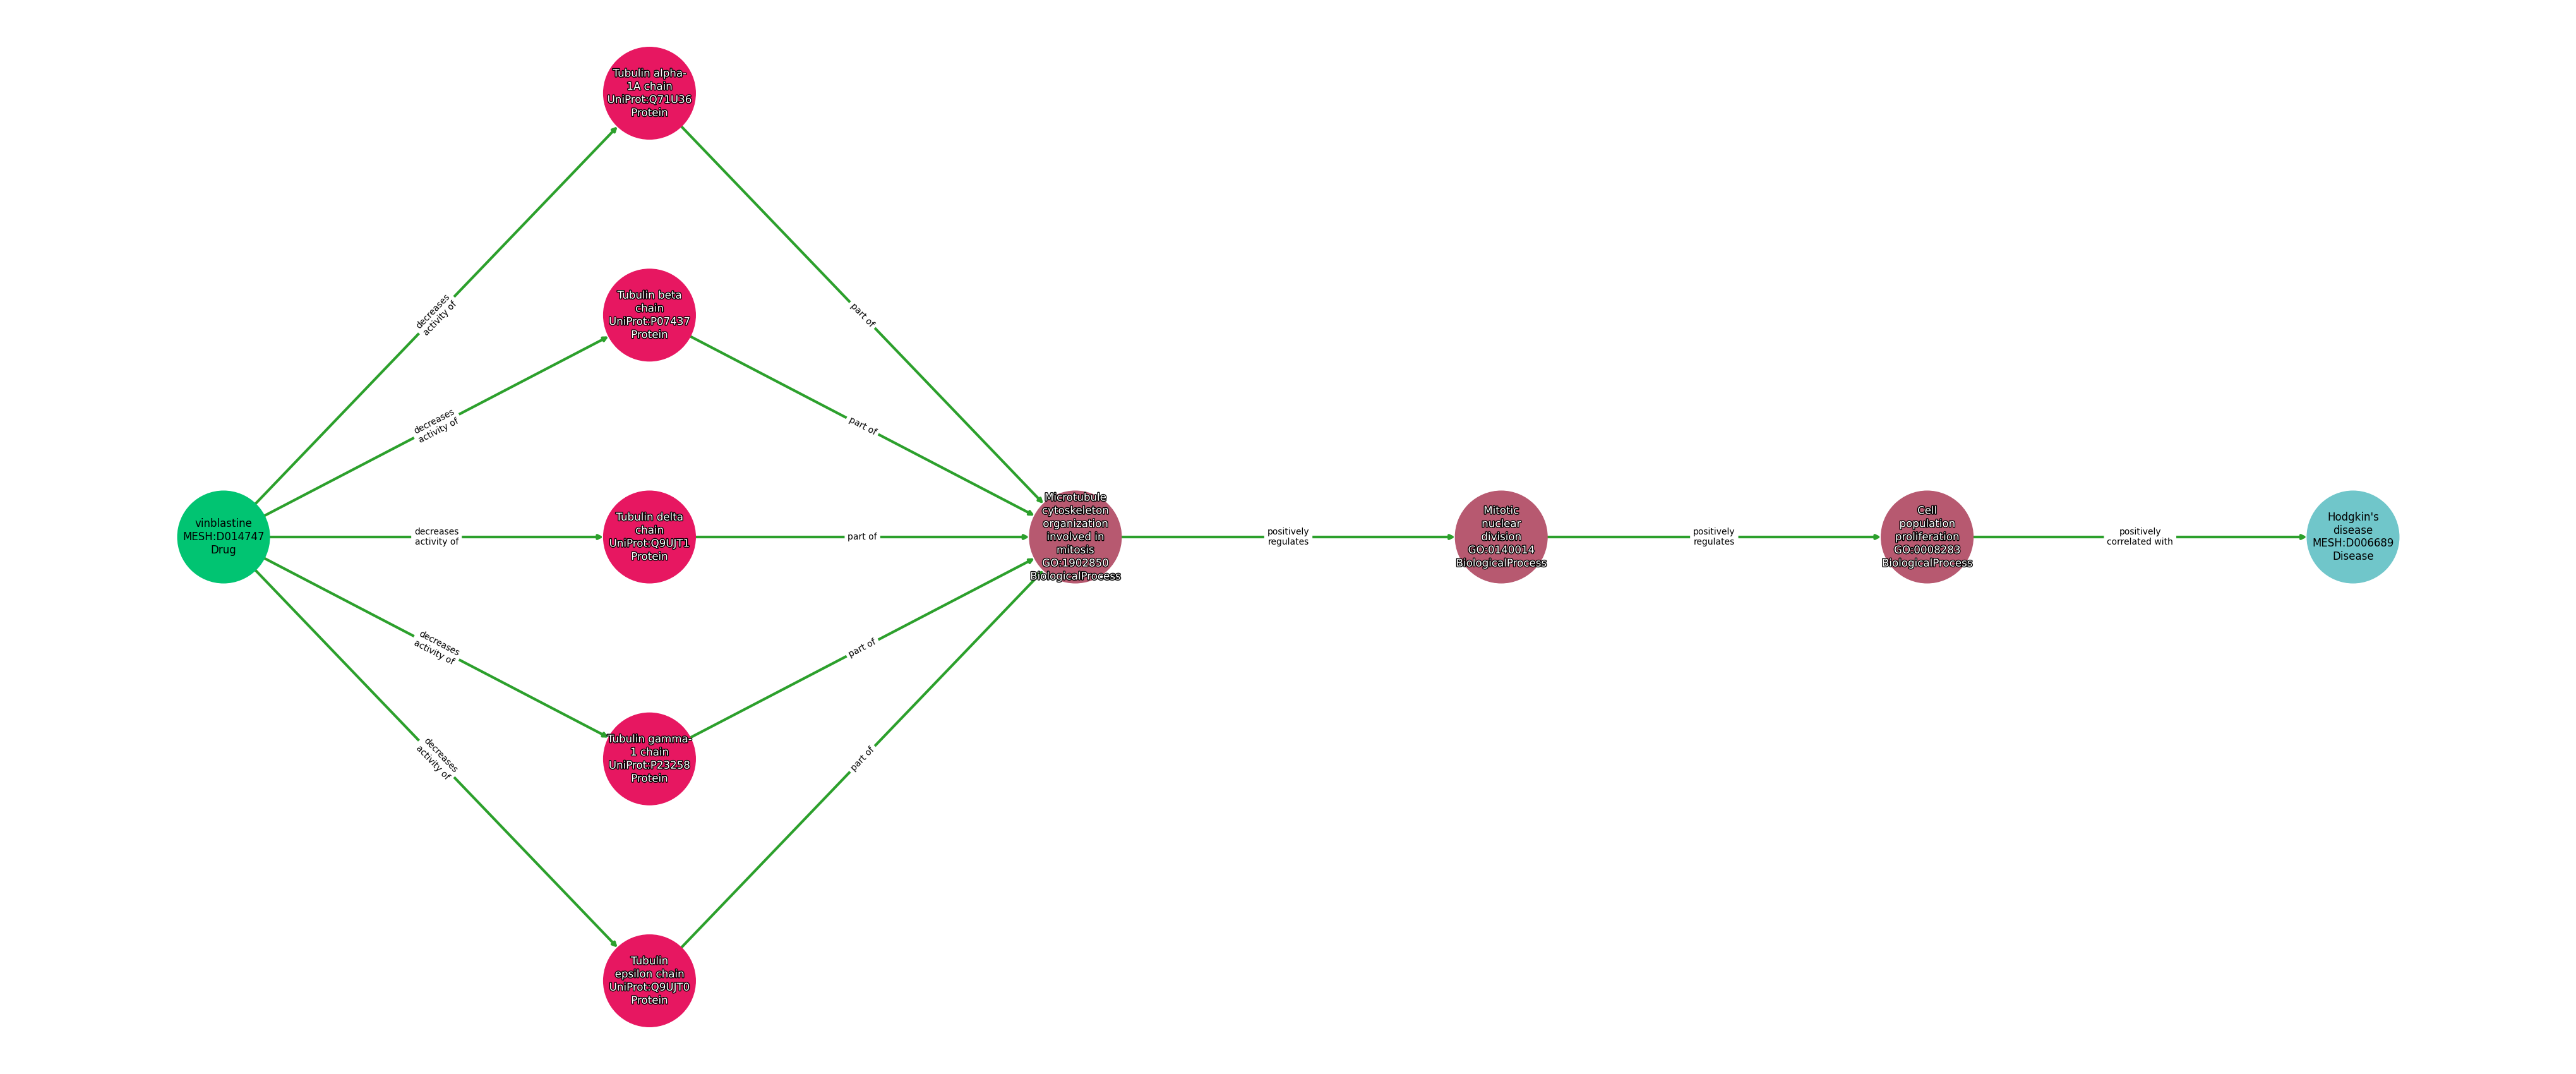 Tubulin alpha-
1A chain
UniProt:Q71U36
Protein
decreases
activity of
part of
Tubulin beta
chain
UniProt:P07437
Protein
decreases
activity of
part of
vinblastine
MESH:D014747
Drug
decreases
activity of
Tubulin delta
chain
UniProt:Q9UJT1
Protein
part of
Microtubule
cytoskeleton
organization
involved in
mitosis
GO:1902850
BiologicalProcess
positively
regulates
Mitotic
nuclear
division
GO:0140014
BiologicalProcess
positively
regulates
Cell
population
proliferation
GO:0008283
BiologicalProcess
positively
correlated with
Hodgkin's
disease
MESH:D006689
Disease
decreases
activity of
part of
Tubulin gamma-
1 chain
UniProt:P23258
Protein
decreases
activity of
part of
Tubulin
epsilon chain
UniProt:Q9UJT0
Protein